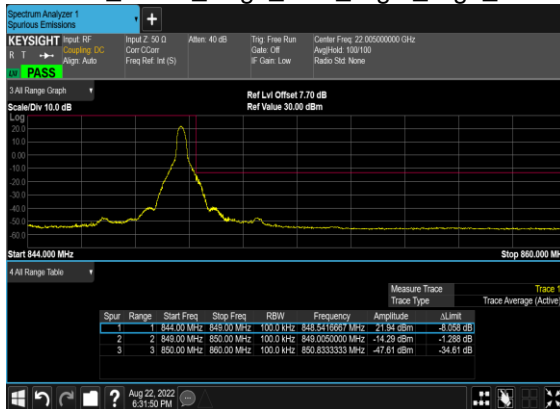 Spectrum Analyzer 1
Spurious Emissions
+
KEYSIGHT
R T
LXI PASS
Input: RF
Coupling: DC
Align: Auto
Input Z: 50 Ω
Corr CCorr
Freq Ref: Int (S)
Atten: 40 dB
Trig: Free Run
Gate: Off
IF Gain: Low
Center Freq: 22.005000000 GHz
Avg|Hold: 100/100
Radio Std: None
3 All Range Graph
Scale/Div 10.0 dB
Ref Lvl Offset 7.70 dB
Ref Value 30.00 dBm
Log
20.0
10.0
0.00
-10.0
-20.0
-30.0
-40.0
-50.0
-60.0
Start 844.000 MHz
Stop 860.000 MH
4 All Range Table
Measure Trace Trace 1
Trace Type Trace Average (Active)
Spur Range Start Freq Stop Freq RBW Frequency Amplitude ΔLimit
1 1 844.00 MHz 849.00 MHz 100.0 kHz 848.5416667 MHz 21.94 dBm -8.058 dB
2 2 849.00 MHz 850.00 MHz 100.0 kHz 849.0050000 MHz -14.29 dBm -1.288 dB
3 3 850.00 MHz 860.00 MHz 100.0 kHz 850.8333333 MHz -47.61 dBm -34.61 dB
?
Aug 22, 2022
6:31:50 PM